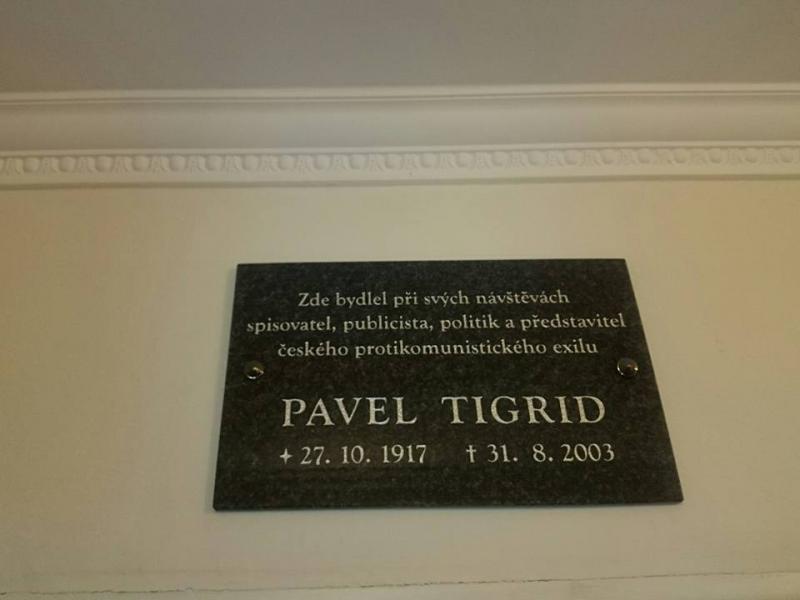 Zde bydlel při svých návštěvách
spisovatel, publicista, politik a představitel
českého protikomunistického exilu
PAVEL TIGRID
✦ 27. 10. 1917 † 31. 8. 2003